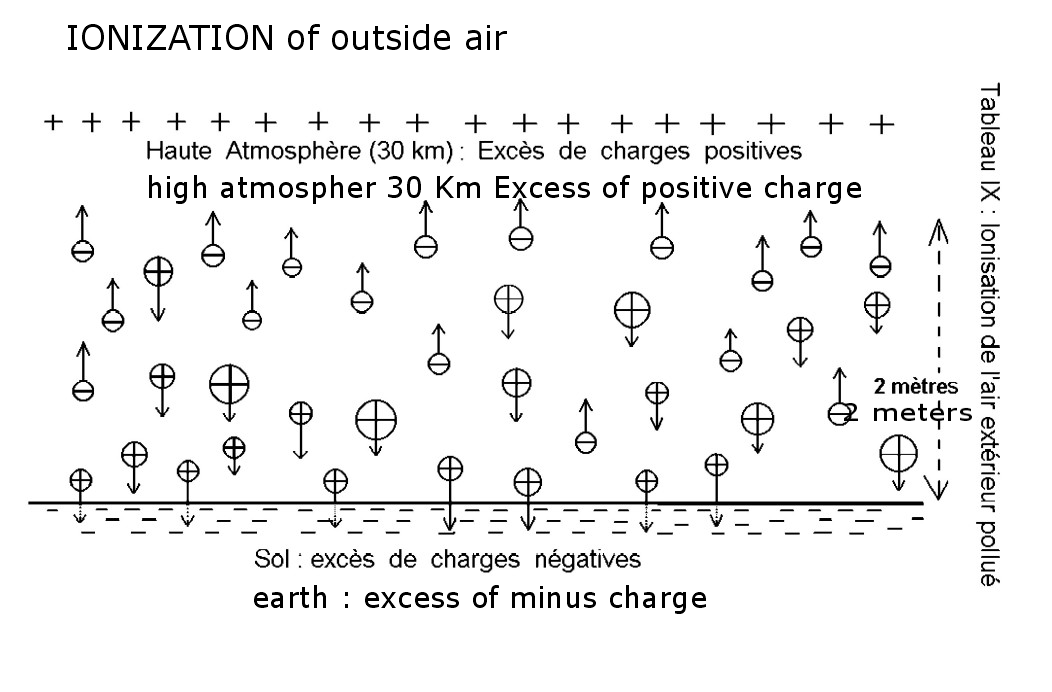 IONIZATION of outside air
+ + + + + + + + + + + + + + + + + +
Haute Atmosphère (30 km) : Excès de charges positives
high atmospher 30 Km Excess of positive charge
2 mètres
2 meters
Sol : excès de charges négatives
earth : excess of minus charge
Tableau IX : Ionisation de l'air extérieur pollué